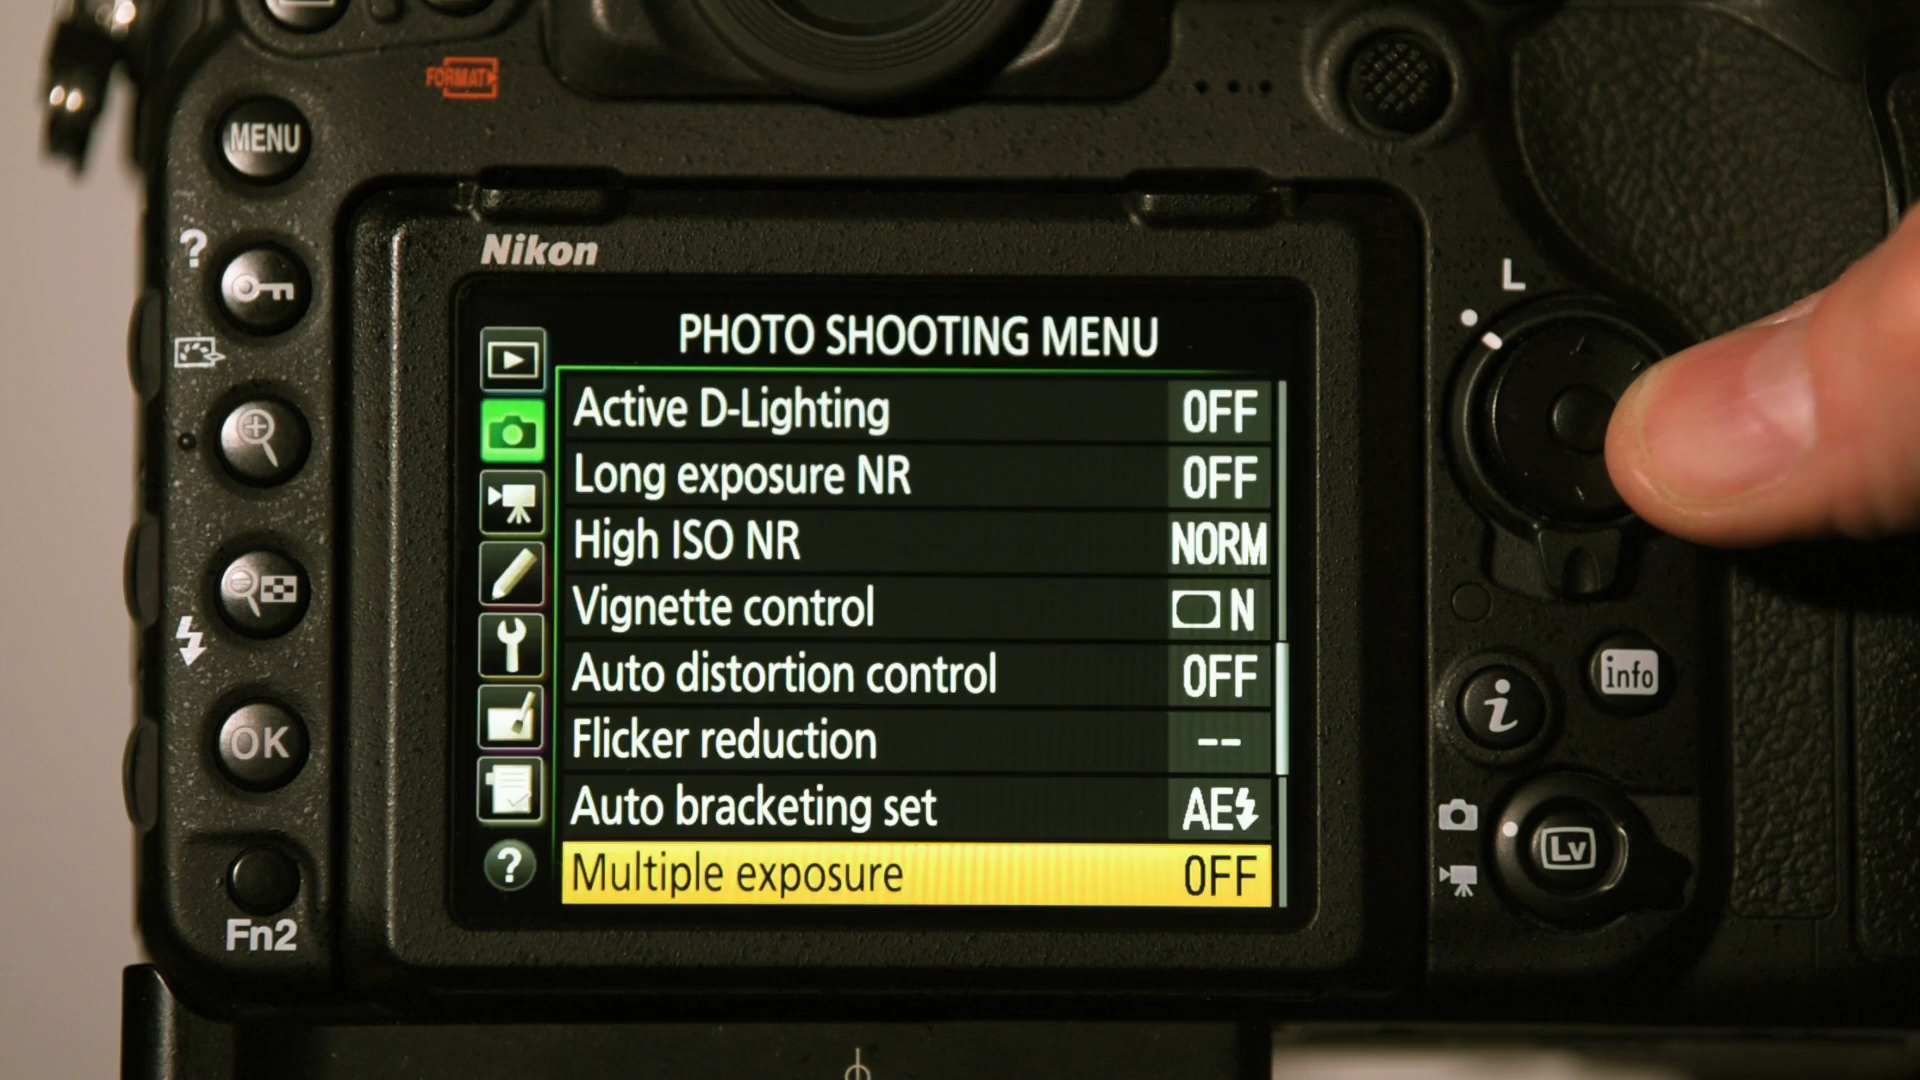 FORMAT
MENU
Nikon
L
?
PHOTO SHOOTING MENU
Active D-Lighting OFF
Long exposure NR OFF
High ISO NR NORM
Vignette control N
Auto distortion control OFF
Flicker reduction --
Auto bracketing set AE
Multiple exposure OFF
?
OK
Fn2
info
i
Lv